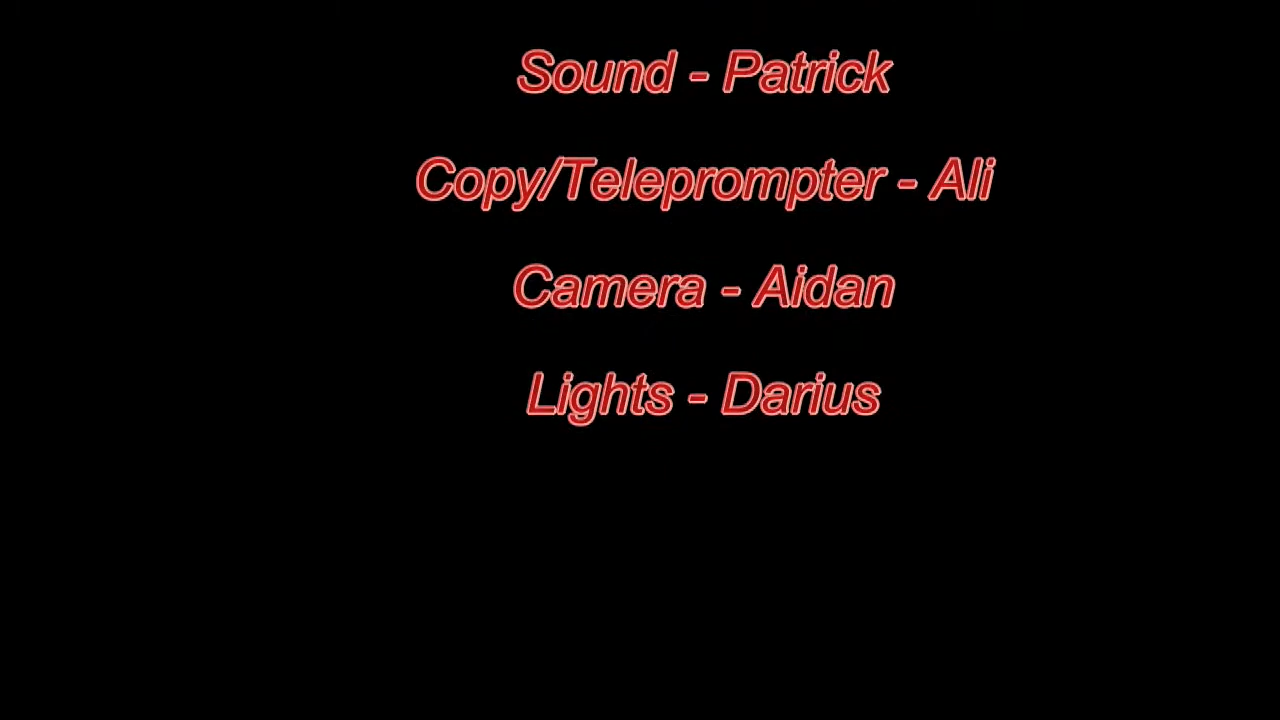 Sound - Patrick
Copy/Teleprompter - Ali
Camera - Aidan
Lights - Darius